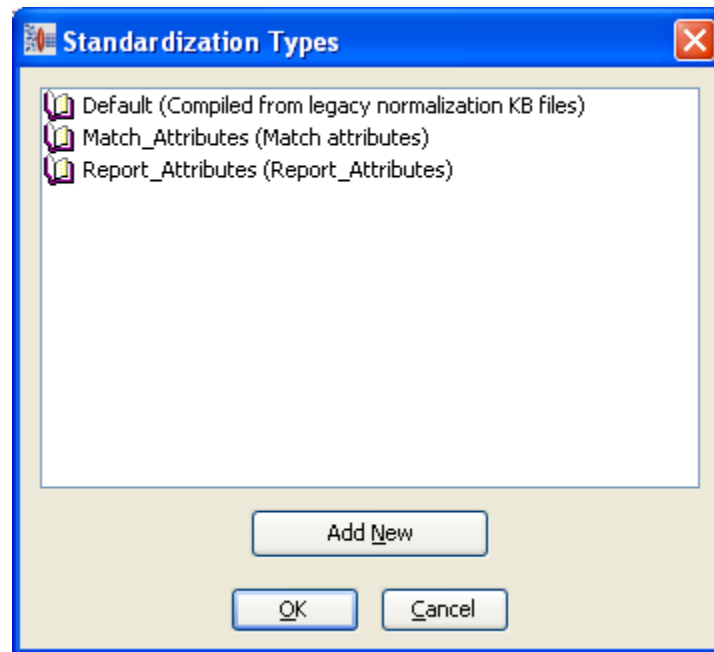 Standardization Types
Default (Compiled from legacy normalization KB files)
Match_Attributes (Match attributes)
Report_Attributes (Report_Attributes)
Add New
OK Cancel